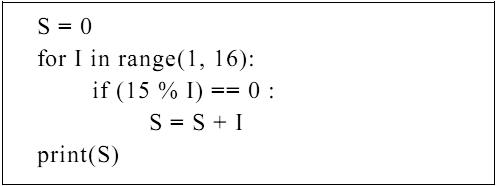 S = 0
for I in range(1, 16):
if (15 % I) == 0 :
S = S + I
print(S)